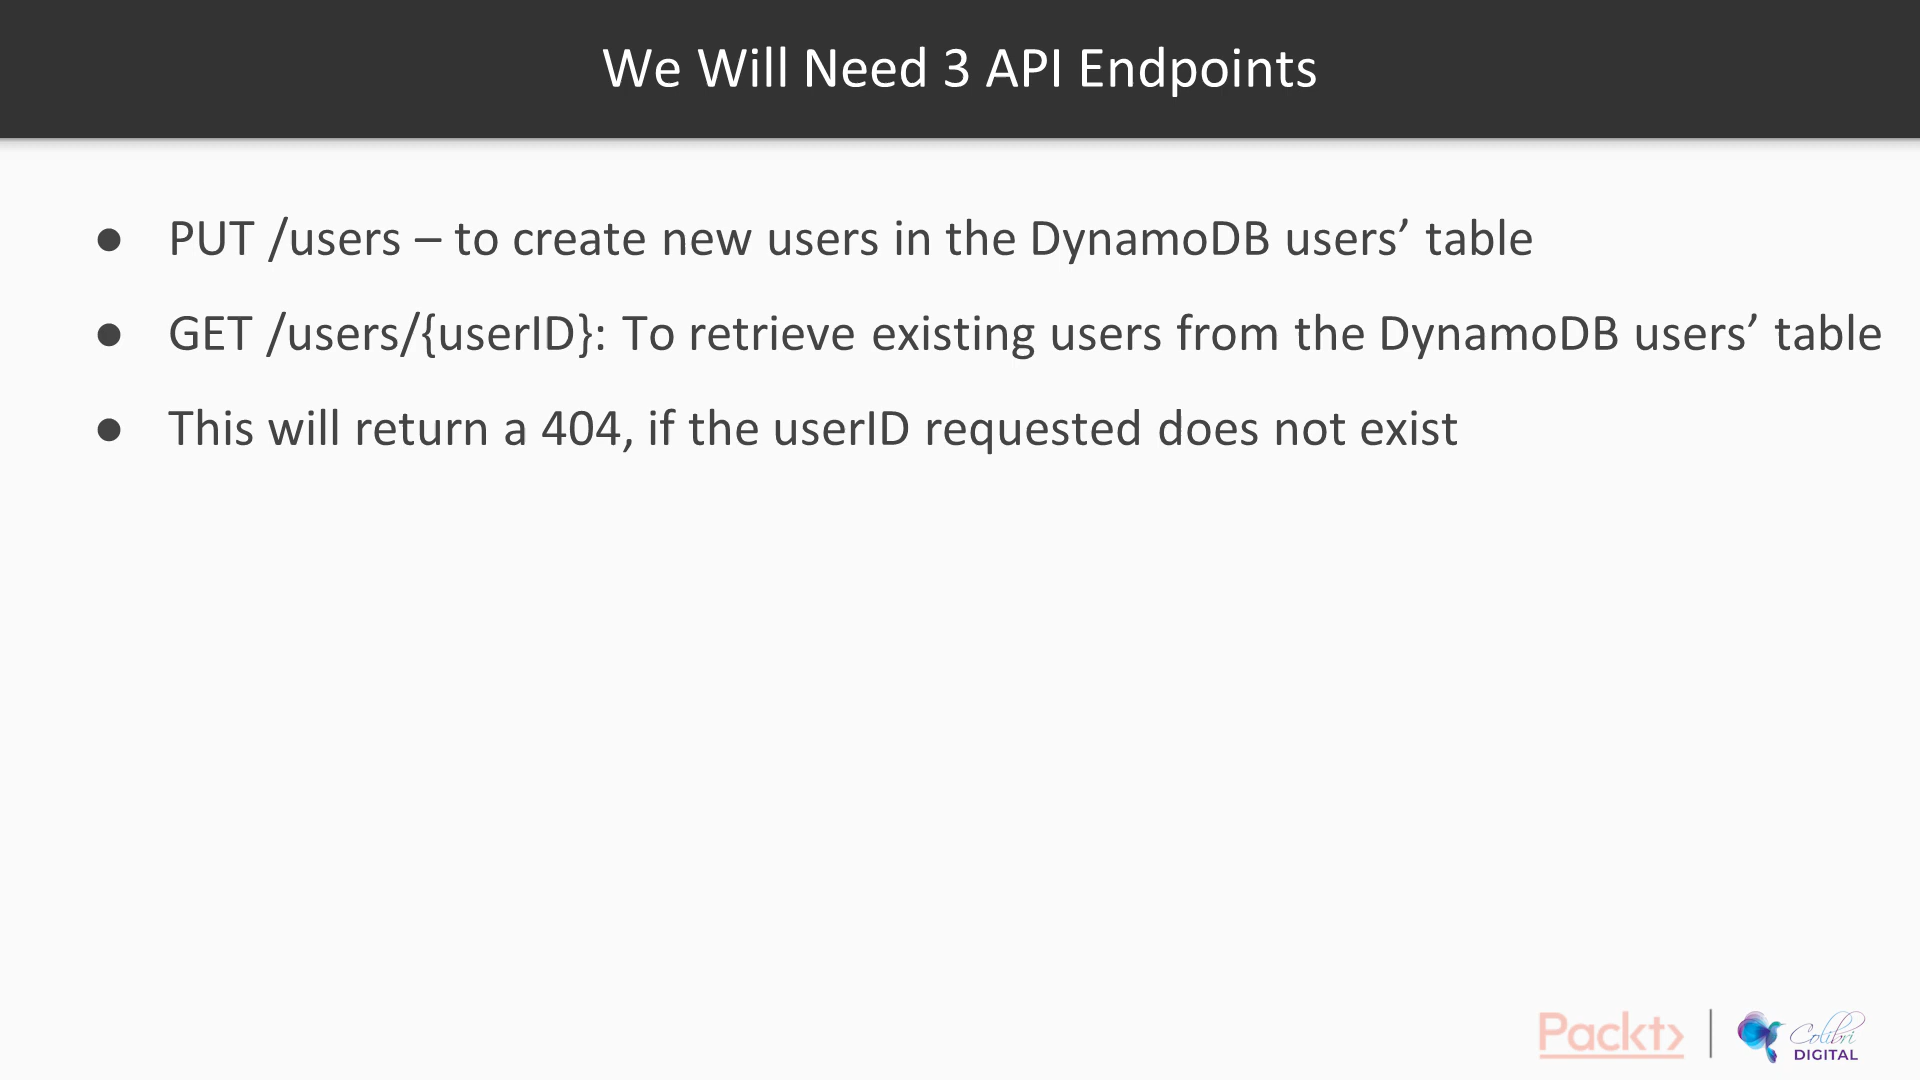 We Will Need 3 API Endpoints
● PUT /users – to create new users in the DynamoDB users’ table
● GET /users/{userID}: To retrieve existing users from the DynamoDB users’ table
● This will return a 404, if the userID requested does not exist
Packt>
Colibri
DIGITAL